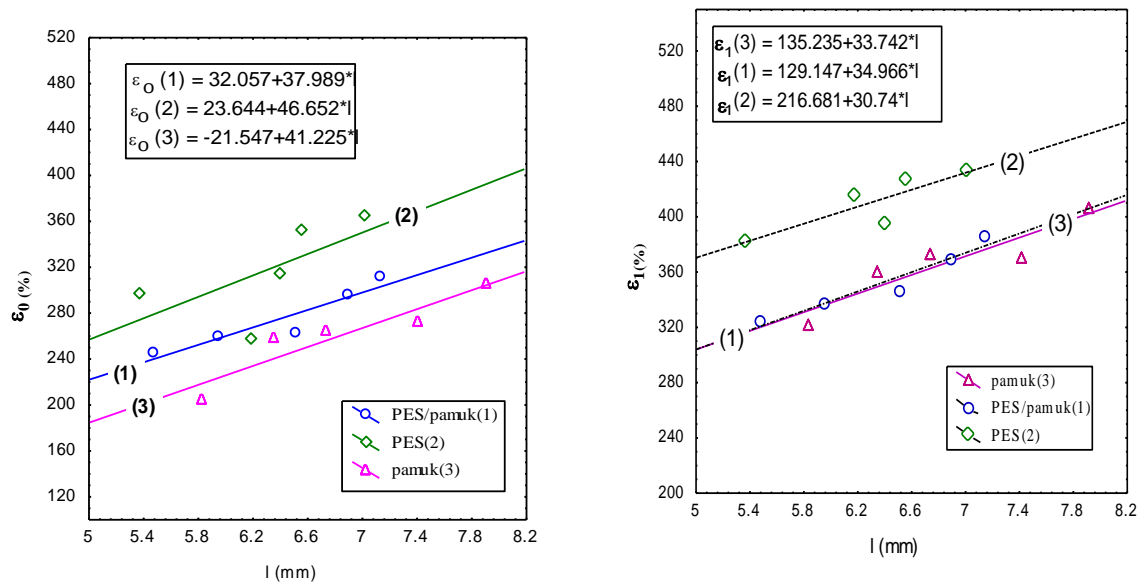 520
480
440
400
360
320
280
240
200
160
120
ε0 (%)
εo (1) = 32.057+37.989*l
εo (2) = 23.644+46.652*l
εo (3) = -21.547+41.225*l
(2)
(1)
(3)
PES/pamuk(1)
PES(2)
pamuk(3)
5 5.4 5.8 6.2 6.6 7 7.4 7.8 8.2
l (mm)
520
480
440
400
360
320
280
240
200
ε1(%)
ε1(3) = 135.235+33.742*l
ε1(1) = 129.147+34.966*l
ε1(2) = 216.681+30.74*l
(2)
(3)
(1)
pamuk(3)
PES/pamuk(1)
PES(2)
5 5.4 5.8 6.2 6.6 7 7.4 7.8 8.2
l (mm)